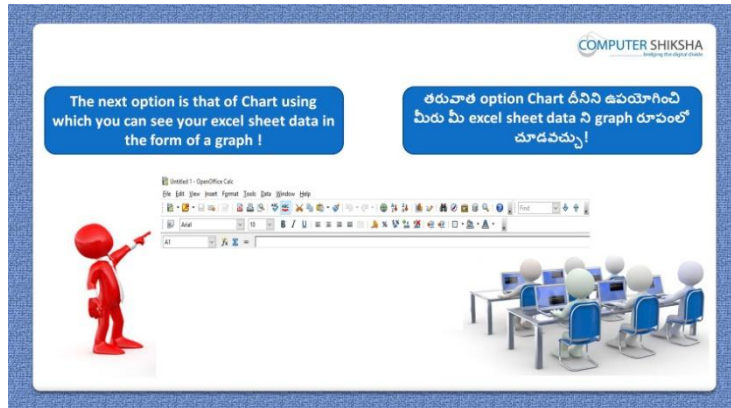 COMPUTER SHIKSHA
bridging the digital divide
The next option is that of Chart using
which you can see your excel sheet data in
the form of a graph !
తరువాత option Chart దీనిని ఉపయోగించి
మీరు మీ excel sheet data ని graph రూపంలో
చూడవచ్చు!
Untitled 1 - OpenOffice Calc
File Edit View Insert Format Tools Data Window Help
Find
Arial 10 B I U
A1 fx Σ =